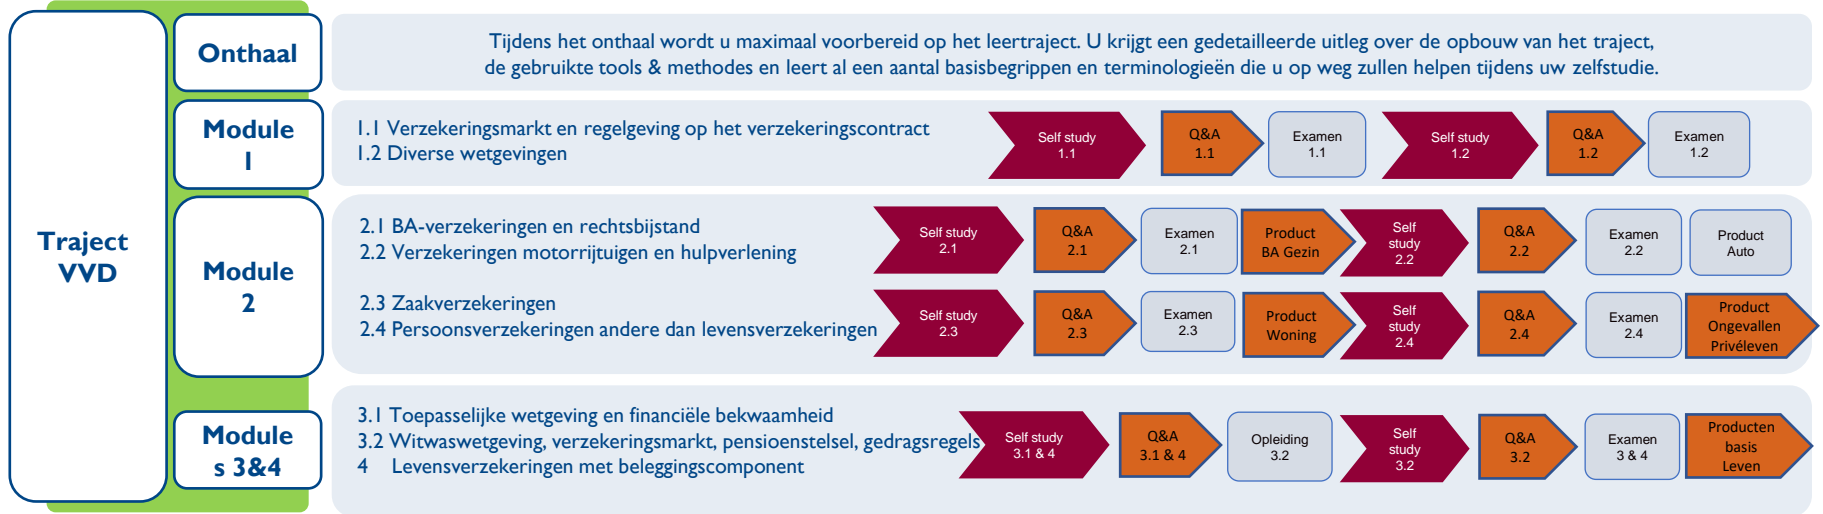 Traject
VVD
Onthaal
Tijdens het onthaal wordt u maximaal voorbereid op het leertraject. U krijgt een gedetailleerde uitleg over de opbouw van het traject,
de gebruikte tools & methodes en leert al een aantal basisbegrippen en terminologieën die u op weg zullen helpen tijdens uw zelfstudie.
Module
1
1.1 Verzekeringsmarkt en regelgeving op het verzekeringscontract
1.2 Diverse wetgevingen
Self study
1.1
Q&A
1.1
Examen
1.1
Self study
1.2
Q&A
1.2
Examen
1.2
Module
2
2.1 BA-verzekeringen en rechtsbijstand
2.2 Verzekeringen motorrijtuigen en hulpverlening
Self study
2.1
Q&A
2.1
Examen
2.1
Product
BA Gezin
Self
study
2.2
Q&A
2.2
Examen
2.2
Product
Auto
2.3 Zaakverzekeringen
2.4 Persoonsverzekeringen andere dan levensverzekeringen
Self study
2.3
Q&A
2.3
Examen
2.3
Product
Woning
Self
study
2.4
Q&A
2.4
Examen
2.4
Product
Ongevallen
Privéleven
Module
s 3&4
3.1 Toepasselijke wetgeving en financiële bekwaamheid
3.2 Witwaswetgeving, verzekeringsmarkt, pensioenstelsel, gedragsregels
4 Levensverzekeringen met beleggingscomponent
Self study
3.1 & 4
Q&A
3.1 & 4
Opleiding
3.2
Self
study
3.2
Q&A
3.2
Examen
3 & 4
Producten
basis
Leven